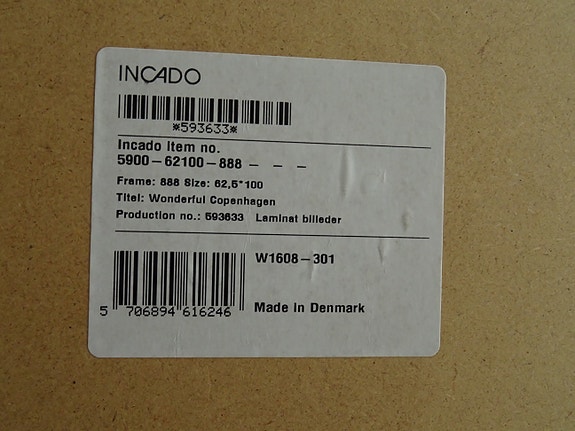 INCADO
*593633*
Incado Item no.
5900-62100-888 - - -
Frame: 888 Size: 62,5*100
Titel: Wonderful Copenhagen
Production no.: 593633 Laminat billeder
W1608-301
5 706894 616246
Made in Denmark